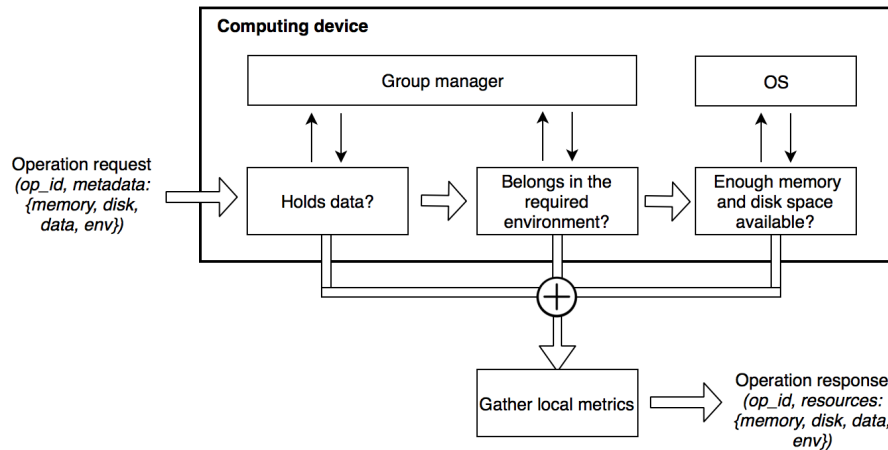 Computing device
Group manager
OS
Operation request
(op_id, metadata:
{memory, disk,
data, env})
Holds data?
Belongs in the
required
environment?
Enough memory
and disk space
available?
Gather local metrics
Operation response
(op_id, resources:
{memory, disk, data,
env})